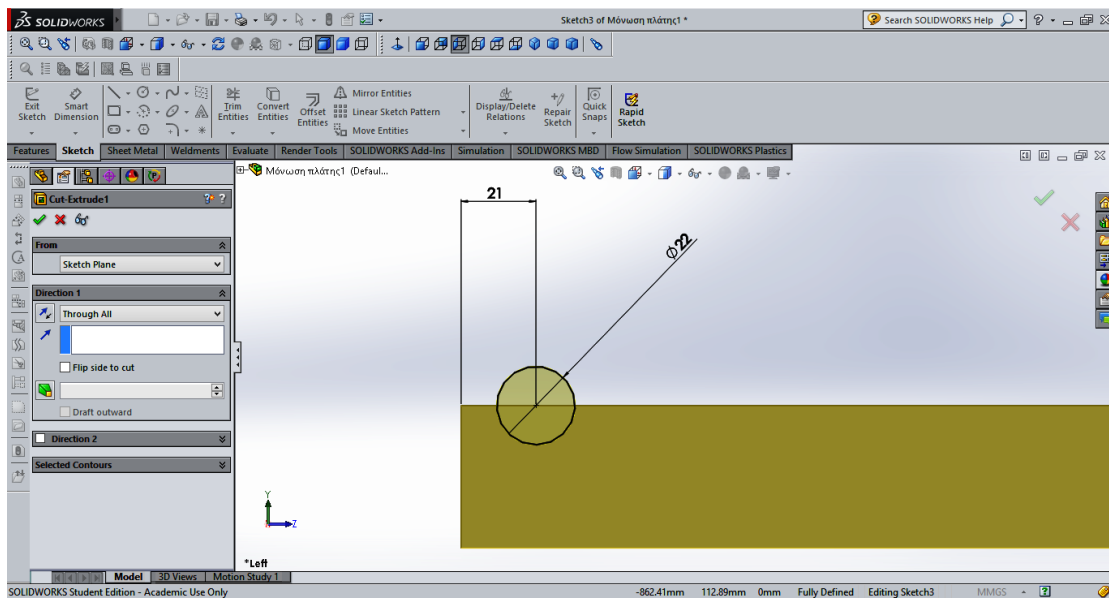 SOLIDWORKS
Sketch3 of Μόνωση πλάτης1 *
Search SOLIDWORKS Help
Exit Sketch
Smart Dimension
Trim Entities
Convert Entities
Offset Entities
Mirror Entities
Linear Sketch Pattern
Move Entities
Display/Delete Relations
Repair Sketch
Quick Snaps
Rapid Sketch
Features Sketch Sheet Metal Weldments Evaluate Render Tools SOLIDWORKS Add-Ins Simulation SOLIDWORKS MBD Flow Simulation SOLIDWORKS Plastics
Μόνωση πλάτης1 (Defaul...
Cut-Extrude1
From
Sketch Plane
Direction 1
Through All
Flip side to cut
Draft outward
Direction 2
Selected Contours
21
Φ22
Y
Z
*Left
Model 3D Views Motion Study 1
SOLIDWORKS Student Edition - Academic Use Only
-862.41mm 112.89mm 0mm Fully Defined Editing Sketch3 MMGS